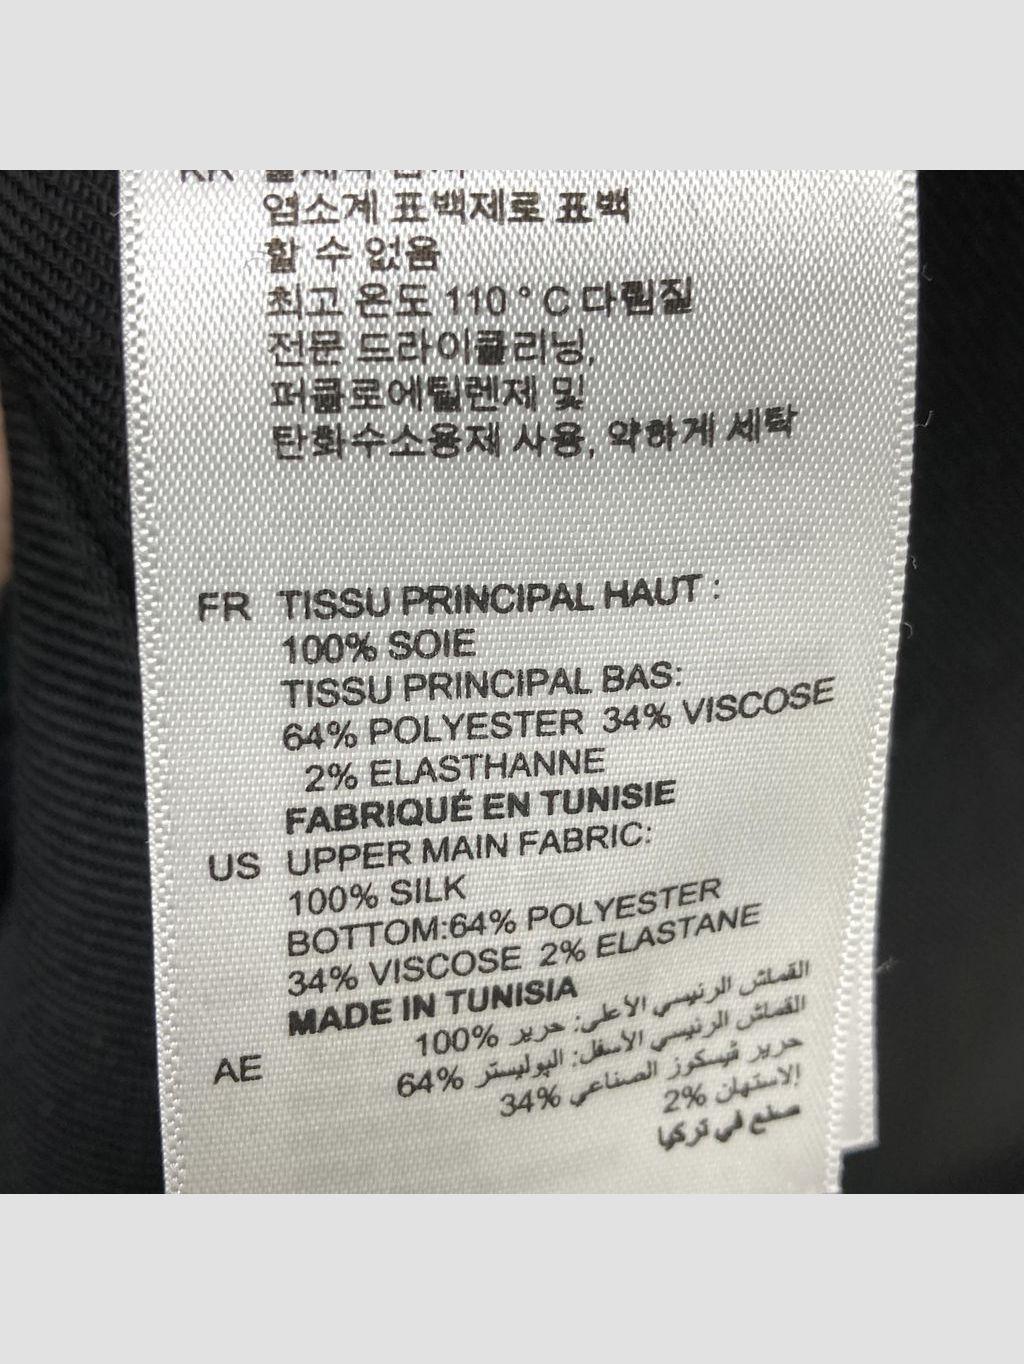 KR
염소계 표백제로 표백
할 수 없음
최고 온도 110 ° C 다림질
전문 드라이클리닝,
퍼클로에틸렌제 및
탄화수소용제 사용, 약하게 세탁
FR TISSU PRINCIPAL HAUT :
100% SOIE
TISSU PRINCIPAL BAS:
64% POLYESTER 34% VISCOSE
2% ELASTHANNE
FABRIQUÉ EN TUNISIE
US UPPER MAIN FABRIC:
100% SILK
BOTTOM:64% POLYESTER
34% VISCOSE 2% ELASTANE
MADE IN TUNISIA
القماش الرئيسي الأعلى: حرير 100%
AE القماش الرئيسي الأسفل: البوليستر 64%
حرير فيسكوز الصناعي 34%
الاستهان 2%
صنع في تركيا